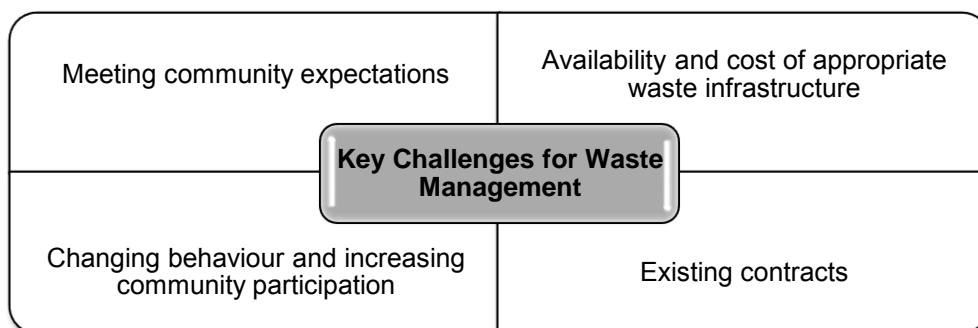 Meeting community expectations
Availability and cost of appropriate
waste infrastructure
Key Challenges for Waste
Management
Changing behaviour and increasing
community participation
Existing contracts